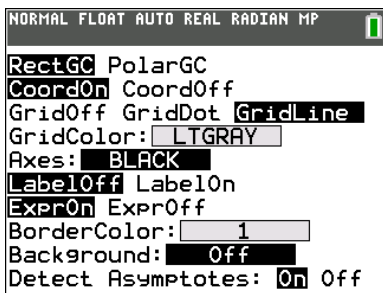 NORMAL FLOAT AUTO REAL RADIAN MP
RectGC PolarGC
CoordOn CoordOff
GridOff GridDot GridLine
GridColor: LTGRAY
Axes: BLACK
LabelOff LabelOn
ExprOn ExprOff
BorderColor: 1
Background: Off
Detect Asymptotes: On Off